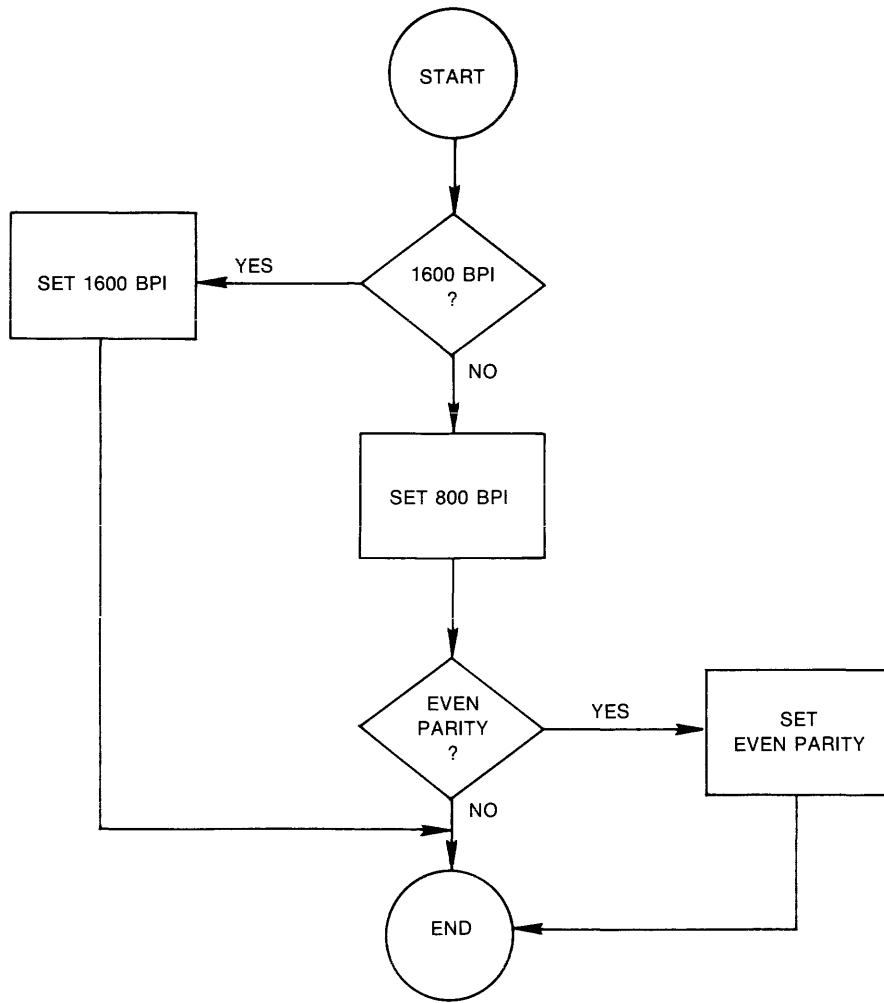 START
1600 BPI
?
YES
SET 1600 BPI
NO
SET 800 BPI
EVEN
PARITY
?
YES
SET
EVEN PARITY
NO
END